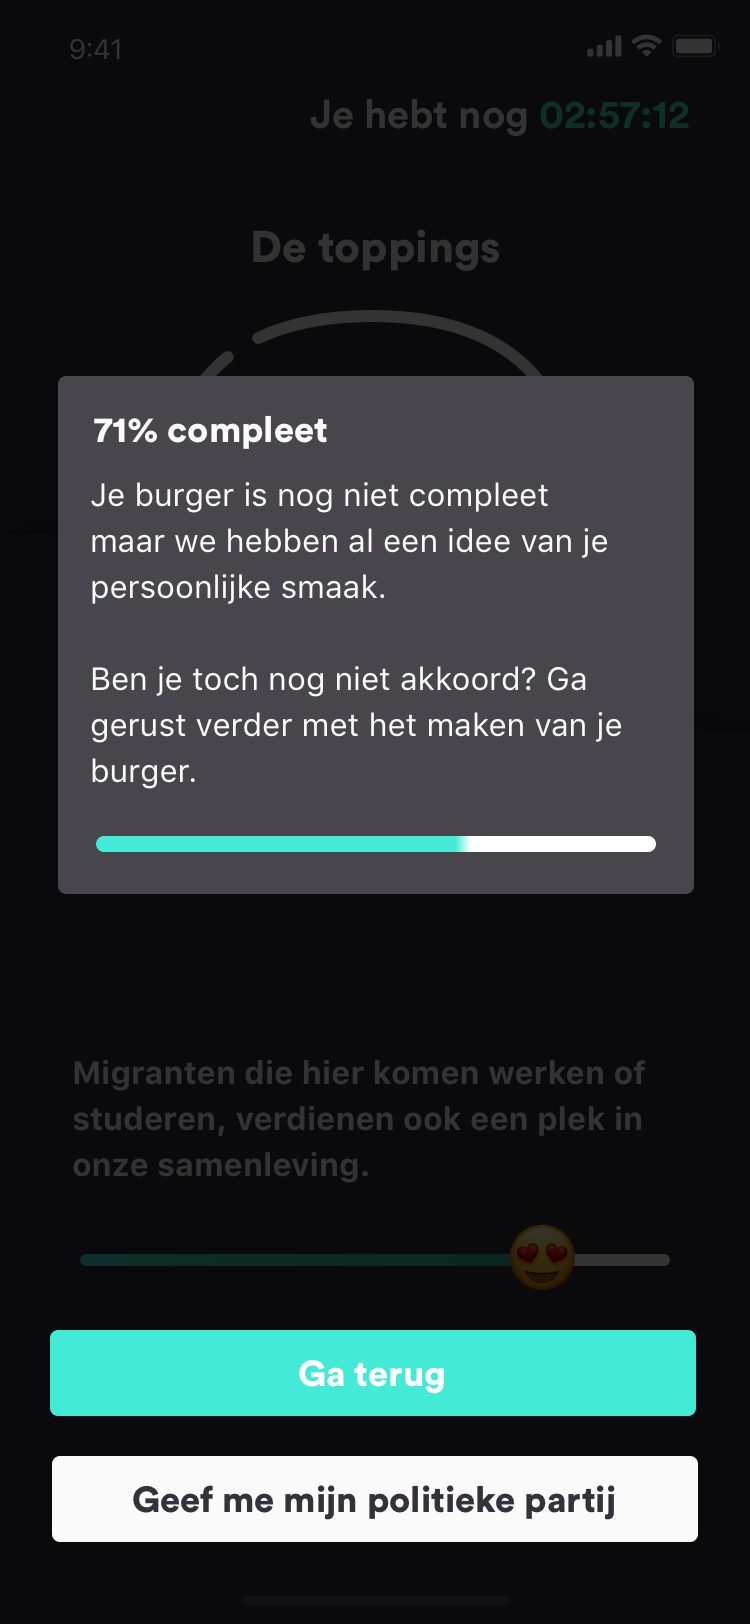 9:41
Je hebt nog 02:57:12
De toppings
71% compleet
Je burger is nog niet compleet
maar we hebben al een idee van je
persoonlijke smaak.
Ben je toch nog niet akkoord? Ga
gerust verder met het maken van je
burger.
Migranten die hier komen werken of
studeren, verdienen ook een plek in
onze samenleving.
Ga terug
Geef me mijn politieke partij